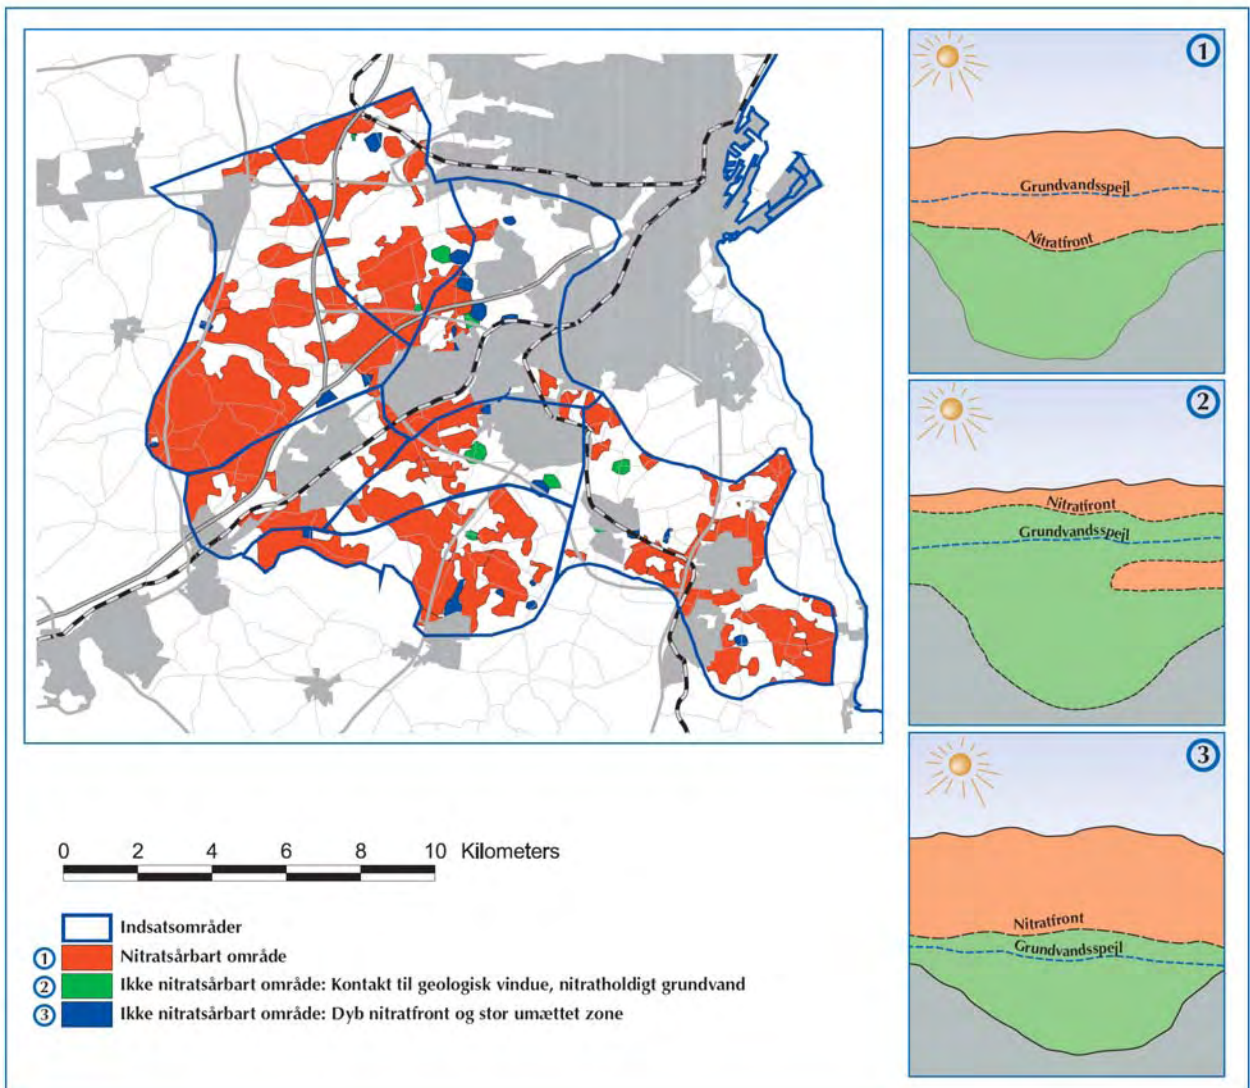 1
Grundvandsspejl
Nitratfront
2
Nitratfront
Grundvandsspejl
3
Nitratfront
Grundvandsspejl
0 2 4 6 8 10 Kilometers
Indsatsområder
1 Nitratsårbart område
2 Ikke nitratsårbart område: Kontakt til geologisk vindue, nitratholdigt grundvand
3 Ikke nitratsårbart område: Dyb nitratfront og stor umættet zone